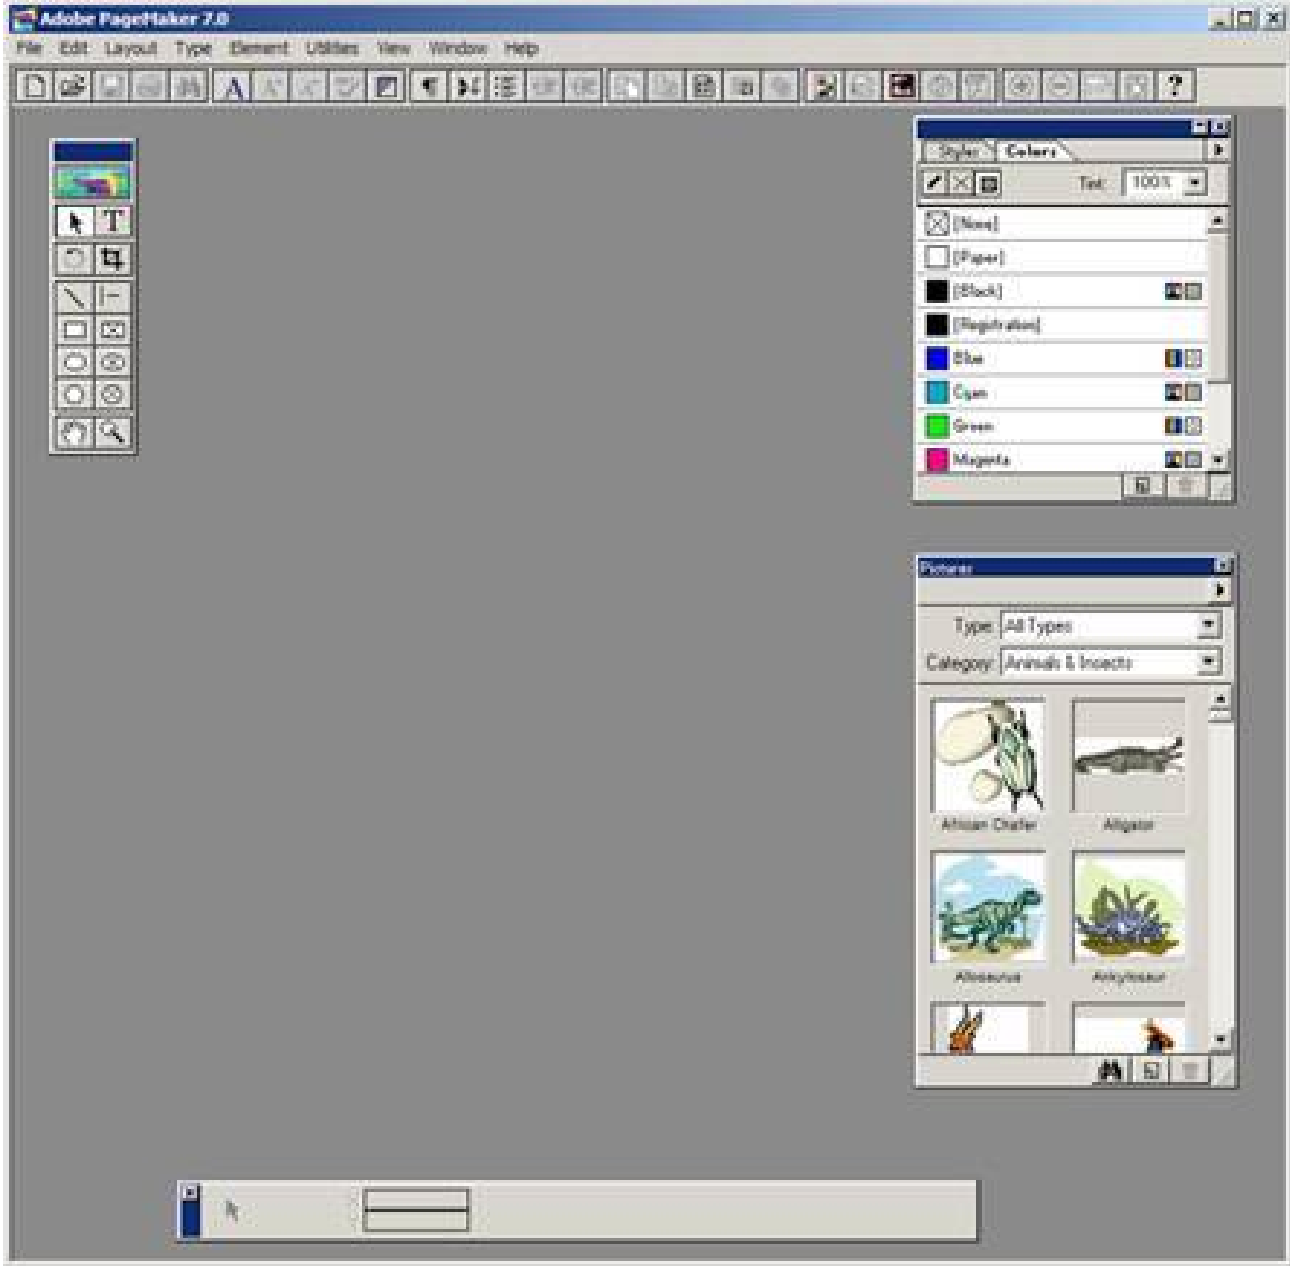 Adobe PageMaker 7.0
File Edit Layout Type Element Utilities View Window Help
Styles Colors
Tint: 100%
[None]
[Paper]
[Black]
[Registration]
Blue
Cyan
Green
Magenta
Pictures
Type: All Types
Category: Animals & Insects
African Chafer Alligator
Allosaurus Ankylosaur